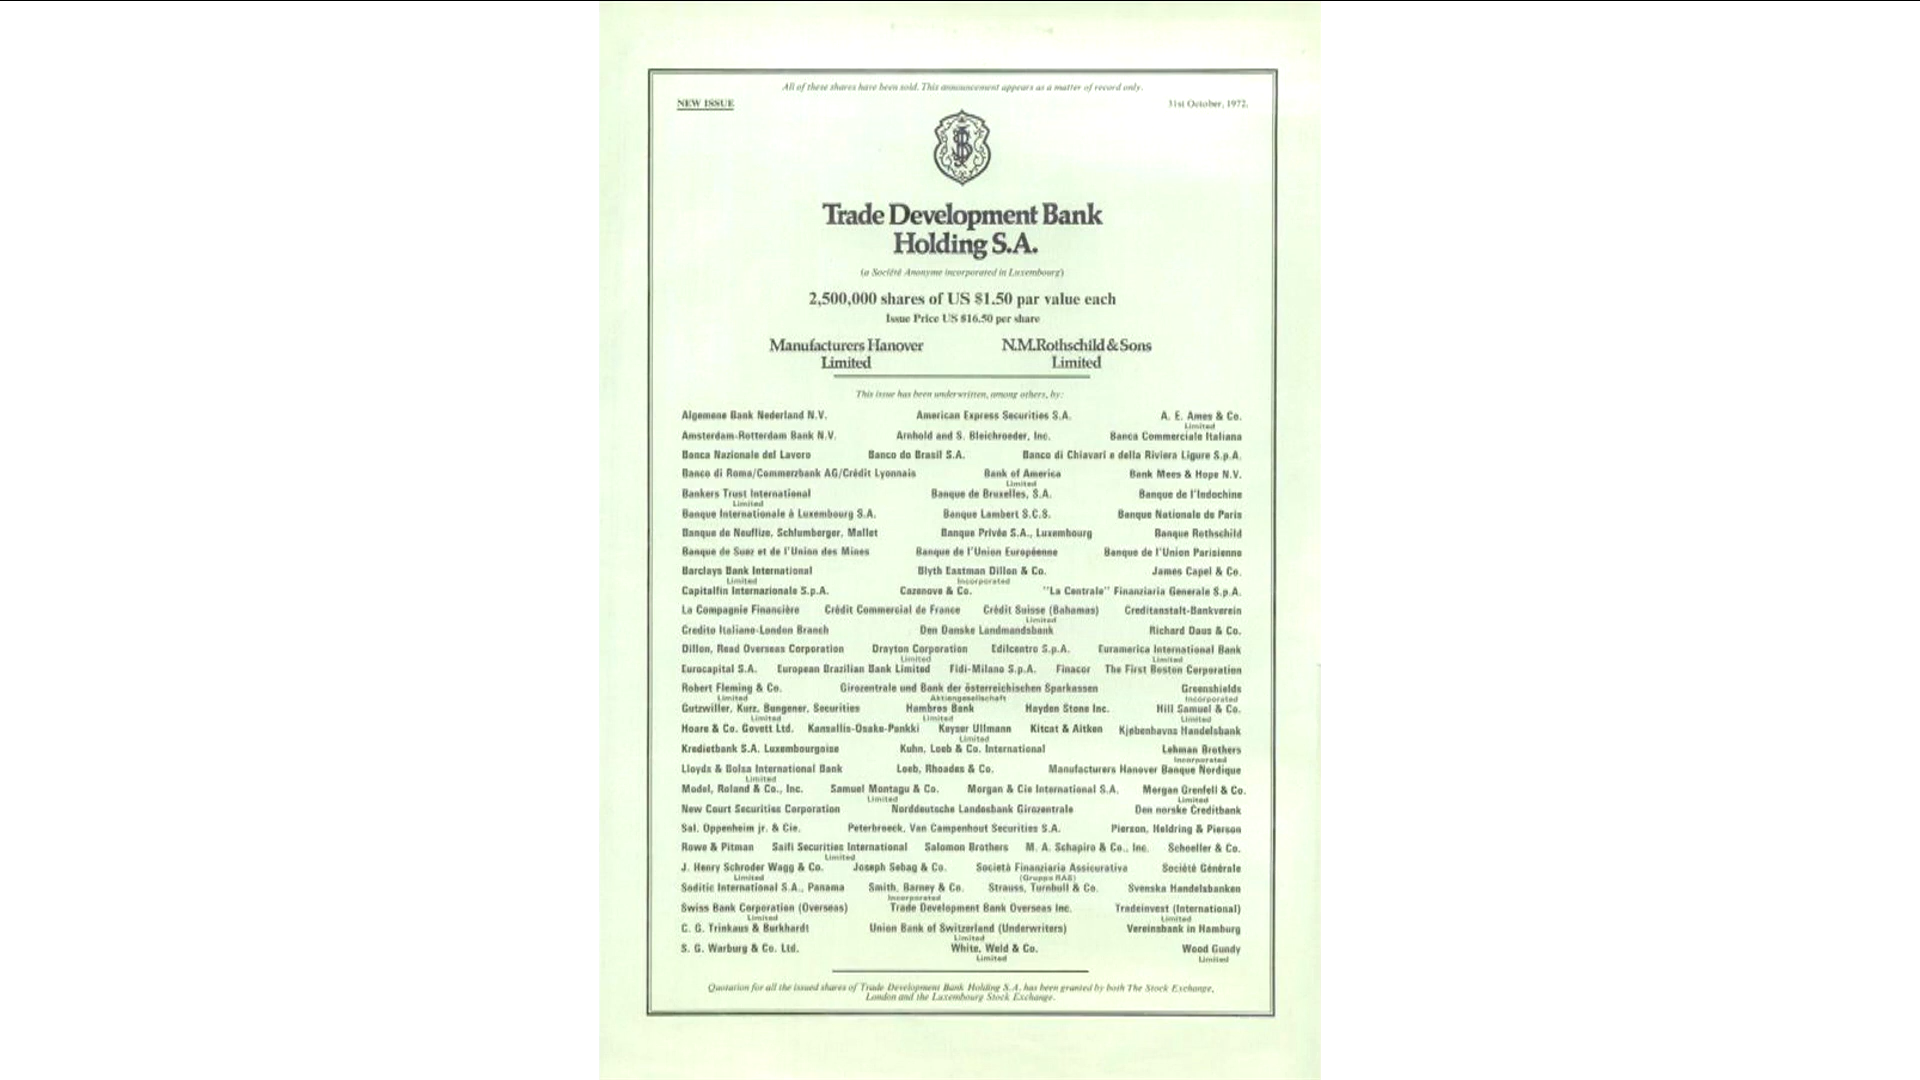 All of these shares have been sold. This announcement appears as a matter of record only.
NEW ISSUE 31st October, 1972.
Trade Development Bank
Holding S.A.
(a Société Anonyme incorporated in Luxembourg)
2,500,000 shares of US $1.50 par value each
Issue Price US $16.50 per share
Manufacturers Hanover N.M.Rothschild & Sons
Limited Limited
This issue has been underwritten, among others, by:
Algemene Bank Nederland N.V. American Express Securities S.A. A. E. Ames & Co.
Limited
Amsterdam-Rotterdam Bank N.V. Arnhold and S. Bleichroeder, Inc. Banca Commerciale Italiana
Banca Nazionale del Lavoro Banco do Brasil S.A. Banco di Chiavari e della Riviera Ligure S.p.A.
Banco di Roma/Commerzbank AG/Crédit Lyonnais Bank of America Bank Mees & Hope N.V.
Limited
Bankers Trust International Banque de Bruxelles, S.A. Banque de l'Indochine
Limited
Banque Internationale à Luxembourg S.A. Banque Lambert S.C.S. Banque Nationale de Paris
Banque de Neuflize, Schlumberger, Mallet Banque Privée S.A., Luxembourg Banque Rothschild
Banque de Suez et de l'Union des Mines Banque de l'Union Européenne Banque de l'Union Parisienne
Barclays Bank International Blyth Eastman Dillon & Co. James Capel & Co.
Limited Incorporated
Capitalfin Internazionale S.p.A. Cazenove & Co. "La Centrale" Finanziaria Generale S.p.A.
La Compagnie Financière Crédit Commercial de France Crédit Suisse (Bahamas) Creditanstalt-Bankverein
Limited
Credito Italiano-London Branch Den Danske Landmandsbank Richard Daus & Co.
Dillon, Read Overseas Corporation Drayton Corporation Edilcentro S.p.A. Euramerica International Bank
Limited Limited
Eurocapital S.A. European Brazilian Bank Limited Fidi-Milano S.p.A. Finacor The First Boston Corporation
Robert Fleming & Co. Girozentrale und Bank der österreichischen Sparkassen Greenshields
Limited Aktiengesellschaft Incorporated
Gutzwiller, Kurz, Bungener, Securities Hambros Bank Hayden Stone Inc. Hill Samuel & Co.
Limited Limited Limited
Hoare & Co. Govett Ltd. Kansallis-Osake-Pankki Keyser Ullmann Kitcat & Aitken Kjøbenhavns Handelsbank
Limited
Kredietbank S.A. Luxembourgoise Kuhn, Loeb & Co. International Lehman Brothers
Incorporated
Lloyds & Bolsa International Bank Loeb, Rhoades & Co. Manufacturers Hanover Banque Nordique
Limited
Model, Roland & Co., Inc. Samuel Montagu & Co. Morgan & Cie International S.A. Morgan Grenfell & Co.
Limited Limited
New Court Securities Corporation Norddeutsche Landesbank Girozentrale Den norske Creditbank
Sal. Oppenheim jr. & Cie. Peterbroeck, Van Campenhout Securities S.A. Pierson, Heldring & Pierson
Rowe & Pitman Saifi Securities International Salomon Brothers M. A. Schapiro & Co., Inc. Schoeller & Co.
Limited
J. Henry Schroder Wagg & Co. Joseph Sebag & Co. Società Finanziaria Assicurativa Société Générale
Limited (Gruppo RAS)
Soditic International S.A., Panama Smith, Barney & Co. Strauss, Turnbull & Co. Svenska Handelsbanken
Incorporated
Swiss Bank Corporation (Overseas) Trade Development Bank Overseas Inc. Tradeinvest (International)
Limited Limited
C. G. Trinkaus & Burkhardt Union Bank of Switzerland (Underwriters) Vereinsbank in Hamburg
Limited
S. G. Warburg & Co. Ltd. White, Weld & Co. Wood Gundy
Limited Limited
Quotation for all the issued shares of Trade Development Bank Holding S.A. has been granted by both The Stock Exchange,
London and the Luxembourg Stock Exchange.